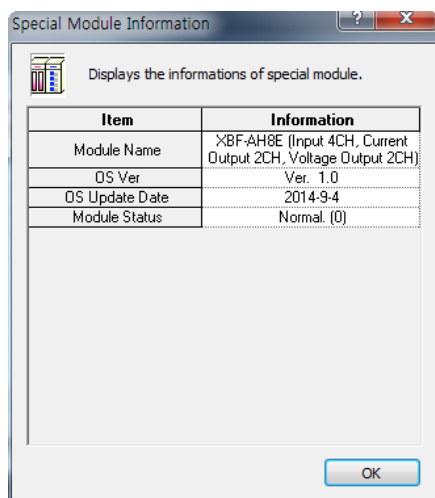 Special Module Information
?
X
Displays the informations of special module.
Item Information
Module Name XBF-AH8E (Input 4CH, Current
Output 2CH, Voltage Output 2CH)
OS Ver Ver. 1.0
OS Update Date 2014-9-4
Module Status Normal. (0)
OK